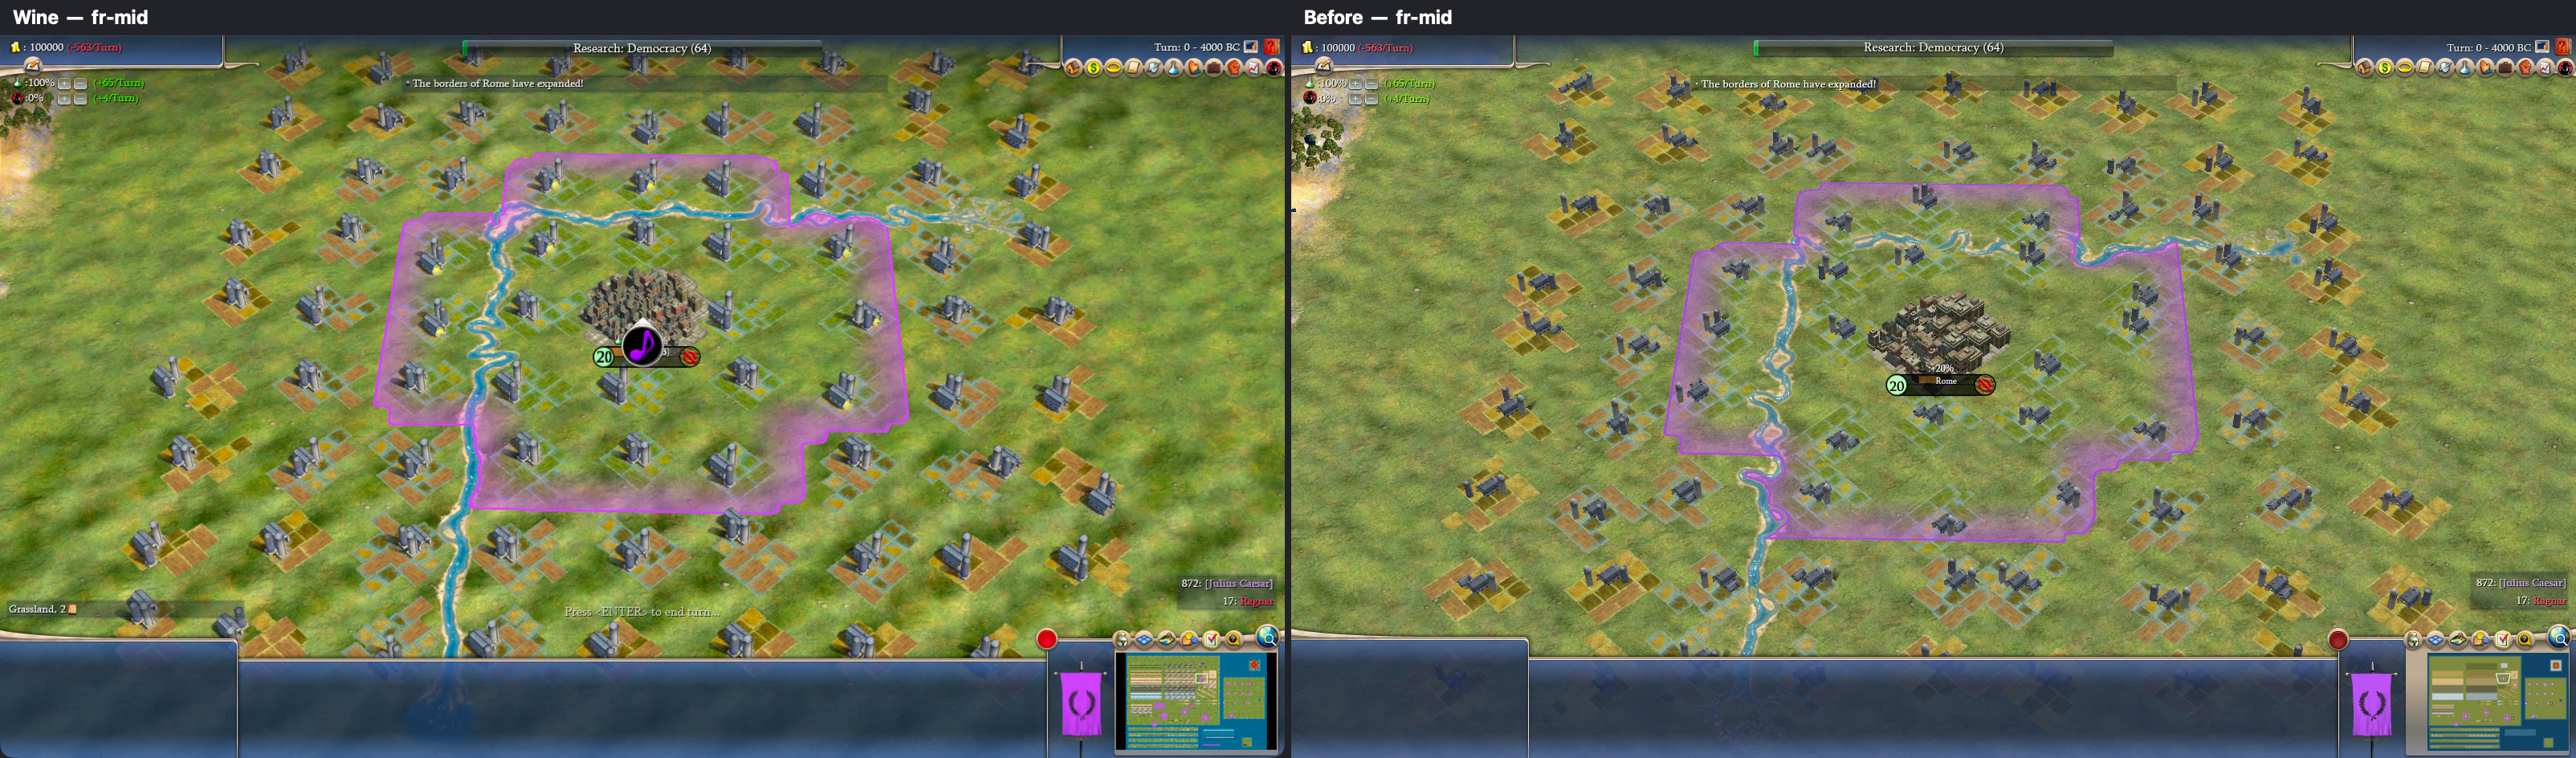 Wine — fr-mid
: 100000 (-563/Turn)
Research: Democracy (64)
Turn: 0 - 4000 BC
:100% (+65/Turn)
:0% (+4/Turn)
· The borders of Rome have expanded!
20
872: [Julius Caesar]
17: Ragnar
Grassland, 2
Press <ENTER> to end turn...
Before — fr-mid
: 100000 (-563/Turn)
Research: Democracy (64)
Turn: 0 - 4000 BC
:100% (+65/Turn)
:0% (+4/Turn)
· The borders of Rome have expanded!
+20%
20 Rome
872: [Julius Caesar]
17: Ragnar